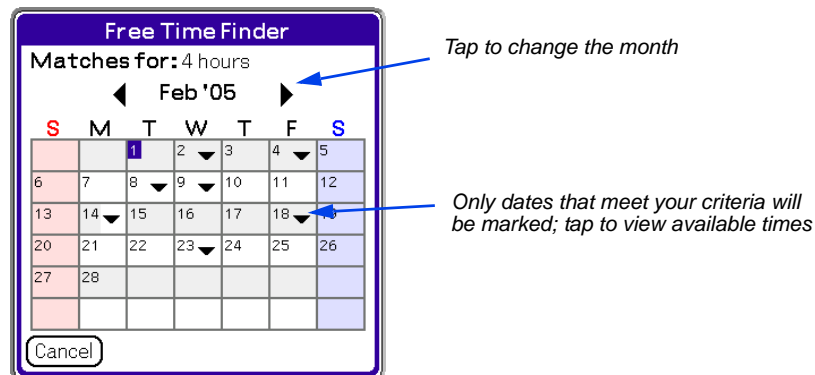 Free Time Finder
Matches for: 4 hours
Tap to change the month
Feb '05
S M T W T F S
1 2 3 4 5
6 7 8 9 10 11 12
Only dates that meet your criteria will
be marked; tap to view available times
13 14 15 16 17 18 19
20 21 22 23 24 25 26
27 28
Cancel